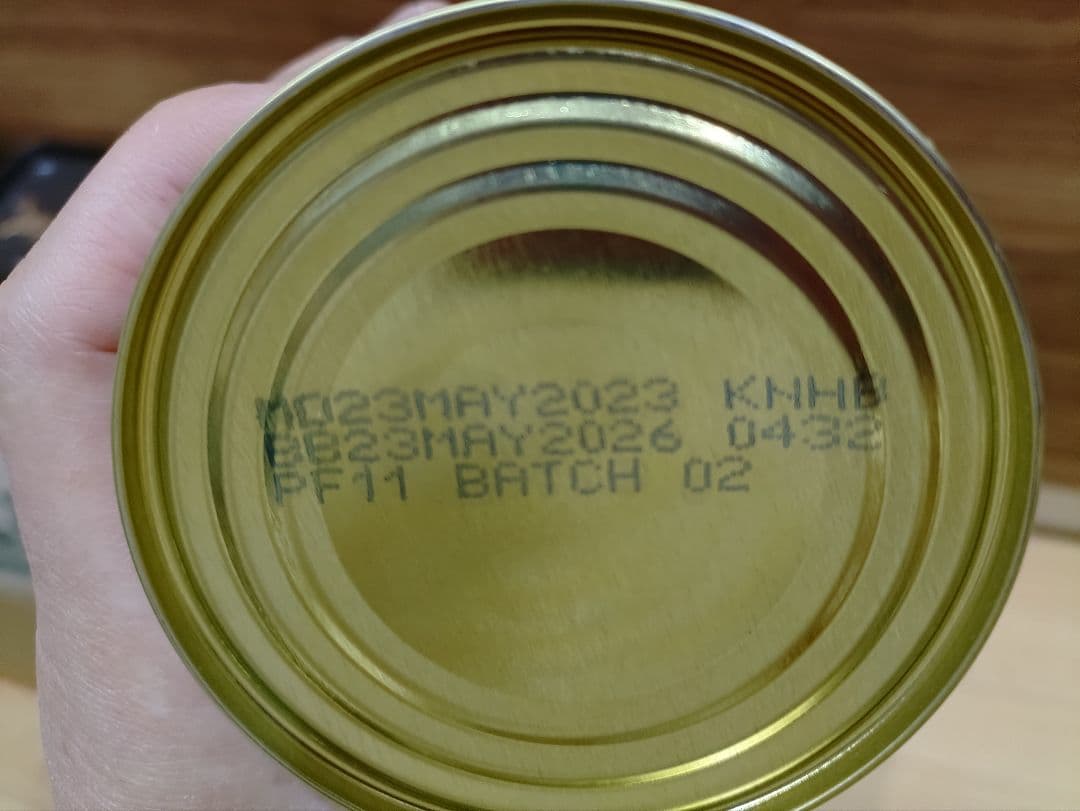 MD23MAY2023 KNHB
BB23MAY2026 0432
PF11 BATCH 02